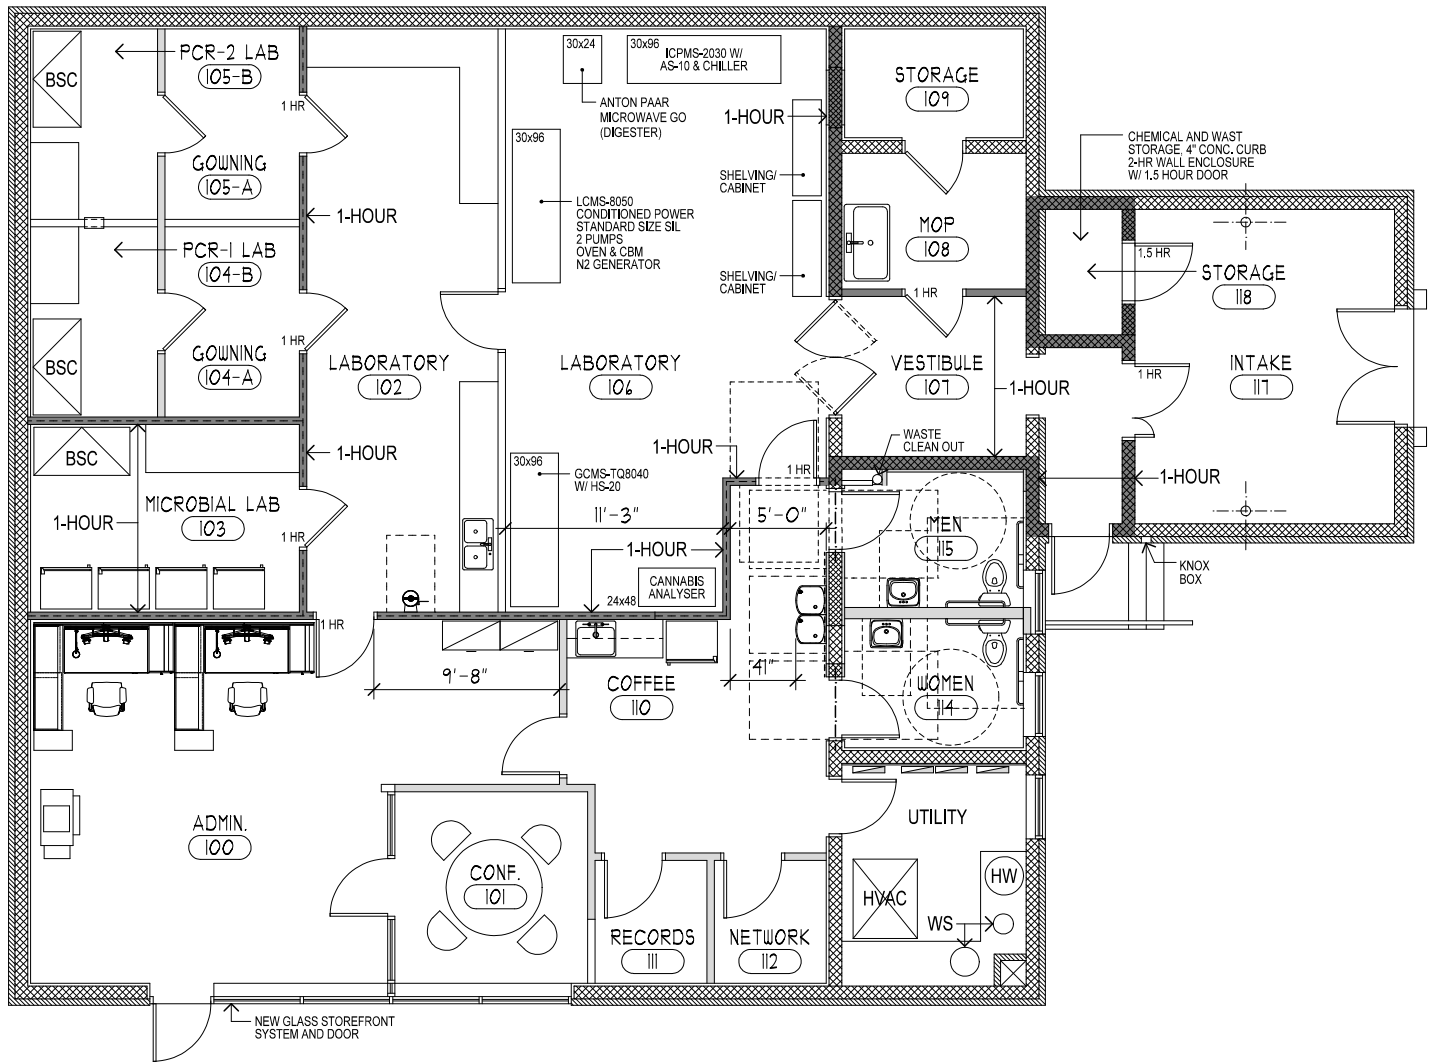 PCR-2 LAB
105-B
BSC
1 HR
GOWNING
105-A
1-HOUR
PCR-1 LAB
104-B
1 HR
GOWNING
104-A
BSC
BSC
MICROBIAL LAB
103
1-HOUR
1 HR
1-HOUR
LABORATORY
102
30x24
30x96
ICPMS-2030 W/
AS-10 & CHILLER
ANTON PAAR
MICROWAVE GO
(DIGESTER)
30x96
LCMS-8050
CONDITIONED POWER
STANDARD SIZE SIL
2 PUMPS
OVEN & CBM
N2 GENERATOR
1-HOUR
SHELVING/
CABINET
SHELVING/
CABINET
LABORATORY
106
30x96
GCMS-TQ8040
W/ HS-20
1-HOUR
1 HR
11'-3"
5'-0"
1-HOUR
24x48
CANNABIS
ANALYSER
STORAGE
109
MOP
108
1 HR
VESTIBULE
107
1-HOUR
WASTE
CLEAN OUT
CHEMICAL AND WAST
STORAGE, 4" CONC. CURB
2-HR WALL ENCLOSURE
W/ 1.5 HOUR DOOR
1.5 HR
STORAGE
118
1 HR
INTAKE
117
1-HOUR
KNOX
BOX
MEN
115
WOMEN
114
1 HR
9'-8"
COFFEE
110
41"
ADMIN.
100
CONF.
101
RECORDS
111
NETWORK
112
UTILITY
HVAC
HW
WS
NEW GLASS STOREFRONT
SYSTEM AND DOOR